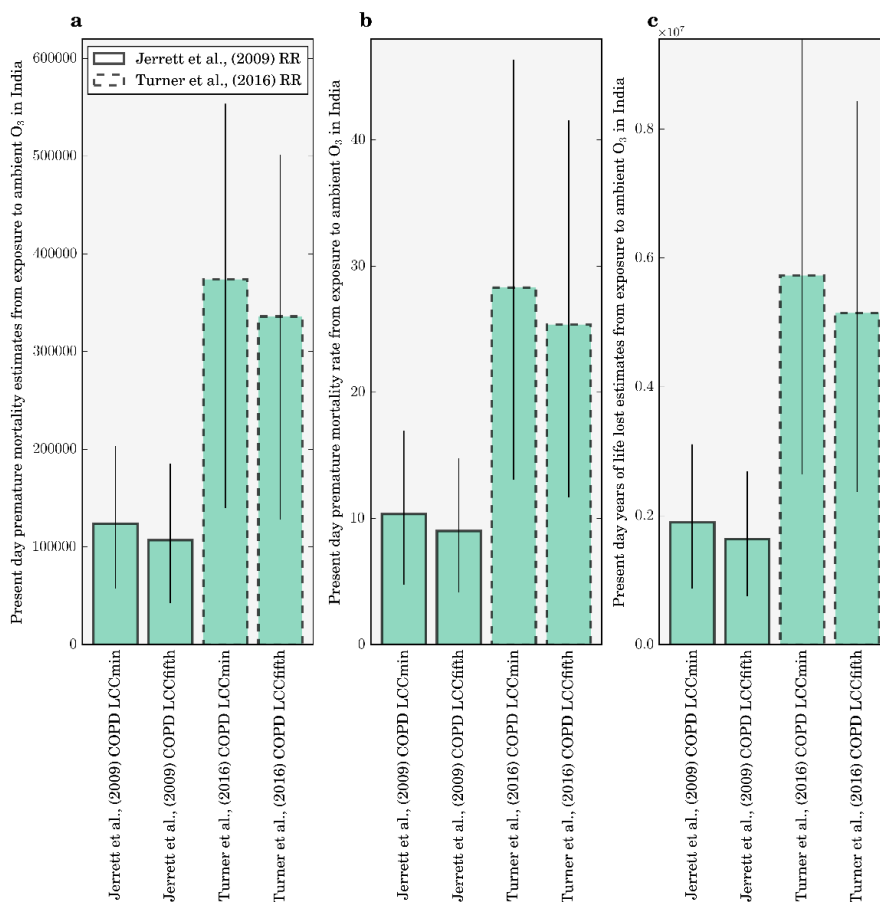 a
Present day premature mortality estimates from exposure to ambient O₃ in India
600000
500000
400000
300000
200000
100000
0
Jerrett et al., (2009) RR
Turner et al., (2016) RR
Jerrett et al., (2009) COPD LCCmin
Jerrett et al., (2009) COPD LCCfifth
Turner et al., (2016) COPD LCCmin
Turner et al., (2016) COPD LCCfifth
b
Present day premature mortality rate from exposure to ambient O₃ in India
40
30
20
10
0
Jerrett et al., (2009) COPD LCCmin
Jerrett et al., (2009) COPD LCCfifth
Turner et al., (2016) COPD LCCmin
Turner et al., (2016) COPD LCCfifth
c
×10⁷
Present day years of life lost estimates from exposure to ambient O₃ in India
0.8
0.6
0.4
0.2
0.0
Jerrett et al., (2009) COPD LCCmin
Jerrett et al., (2009) COPD LCCfifth
Turner et al., (2016) COPD LCCmin
Turner et al., (2016) COPD LCCfifth